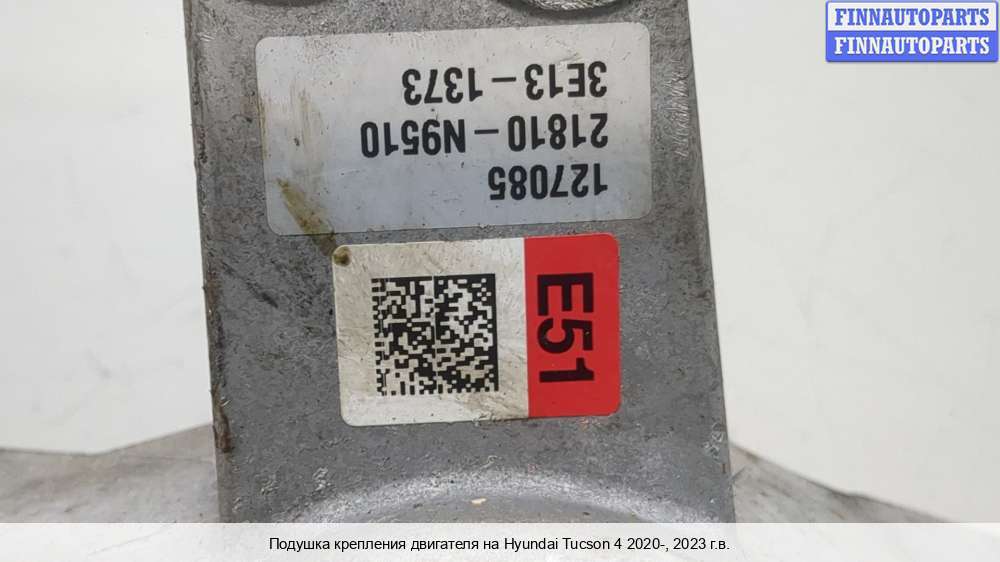 FINNAUTOPARTS
FINNAUTOPARTS
127085
21810-N9510
3E13-1373
E51
Подушка крепления двигателя на Hyundai Tucson 4 2020-, 2023 г.в.